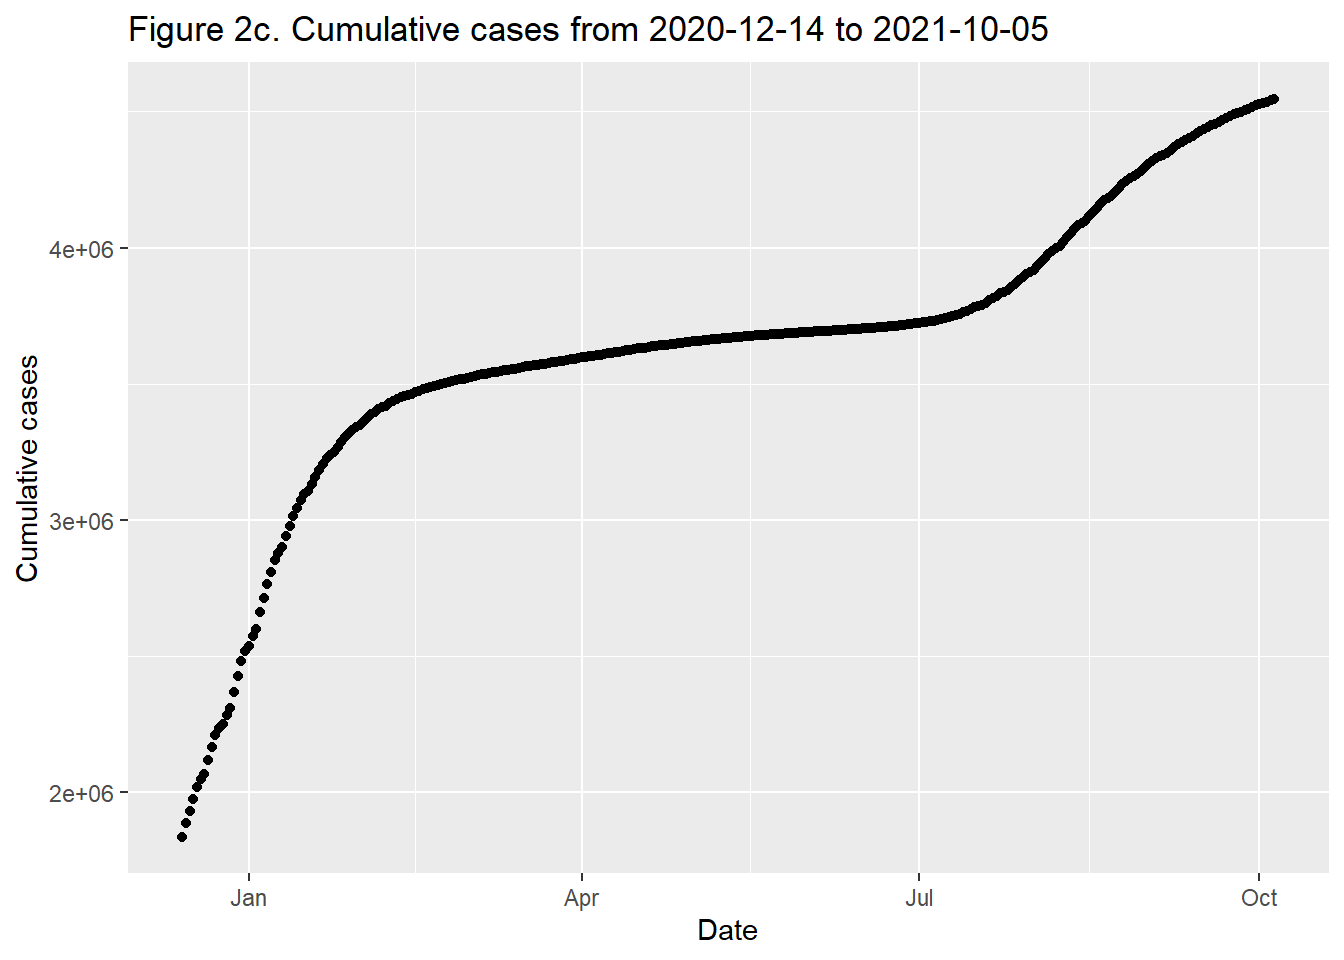 Figure 2c. Cumulative cases from 2020-12-14 to 2021-10-05
4e+06
3e+06
2e+06
Cumulative cases
Jan Apr Jul Oct
Date